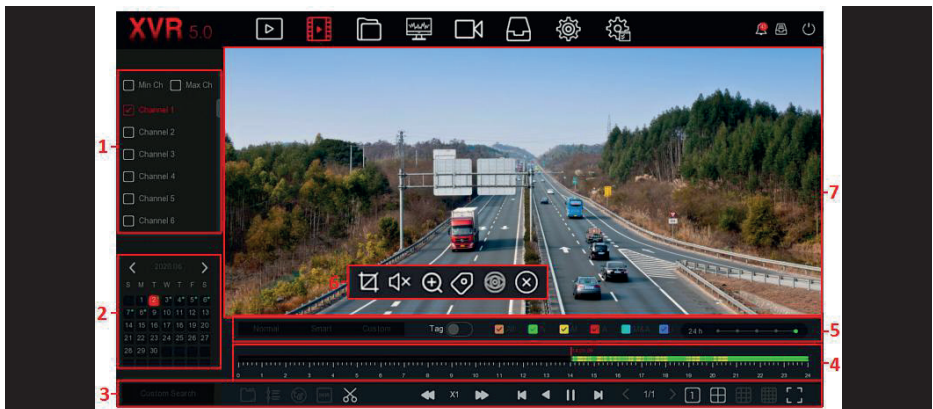 XVR 5.0
Min Ch Max Ch
Channel 1
Channel 2
Channel 3
Channel 4
Channel 5
Channel 6
1
7
6
2020 06
S M T W T F S
1 2 3 4 5 6
7 8 9 10 11 12 13
14 15 16 17 18 19 20
21 22 23 24 25 26 27
28 29 30
2
Normal Smart Custom Tag All N M A M&A I 24 h
5
0 1 2 3 4 5 6 7 8 9 10 11 12 13 14 15 16 17 18 19 20 21 22 23 24
4
3
Custom Search X1 1/1 1